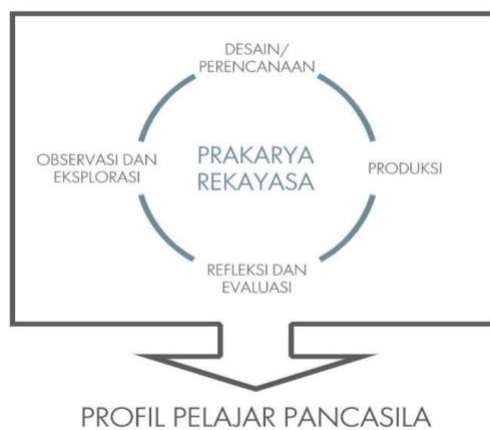 DESAIN/
PERENCANAAN
OBSERVASI DAN
EKSPLORASI
PRAKARYA
REKAYASA
PRODUKSI
REFLEKSI DAN
EVALUASI
PROFIL PELAJAR PANCASILA